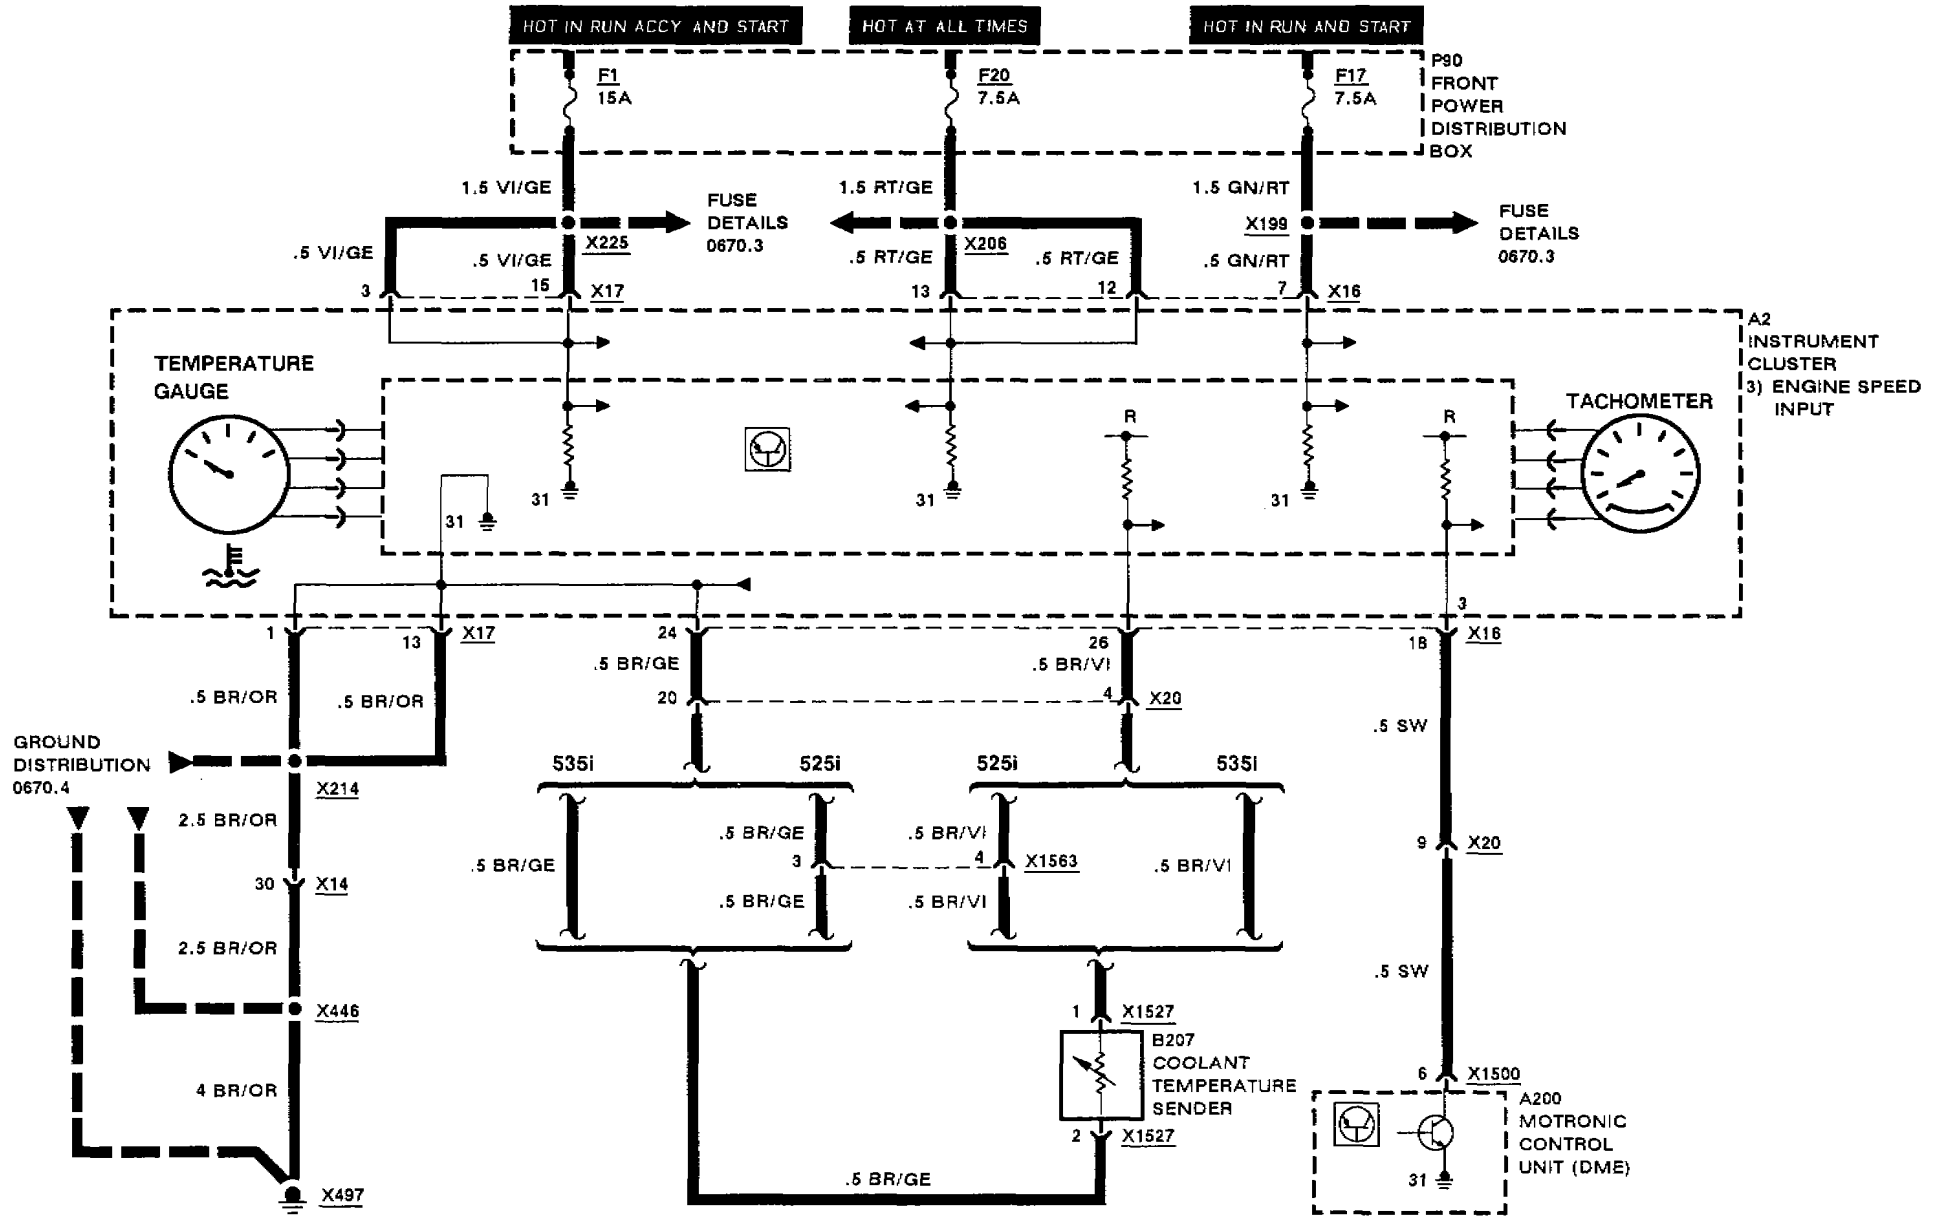 HOT IN RUN ACCY AND START
HOT AT ALL TIMES
HOT IN RUN AND START
F1
15A
F20
7.5A
F17
7.5A
P90
FRONT
POWER
DISTRIBUTION
BOX
1.5 VI/GE
1.5 RT/GE
1.5 GN/RT
FUSE
DETAILS
0670.3
FUSE
DETAILS
0670.3
X225
X206
X199
.5 VI/GE
.5 VI/GE
.5 RT/GE
.5 RT/GE
.5 GN/RT
3
15
X17
13
12
7
X16
A2
INSTRUMENT
CLUSTER
3) ENGINE SPEED
INPUT
TEMPERATURE
GAUGE
TACHOMETER
R
R
31
31
31
31
3
1
13
X17
24
26
18
X16
.5 BR/GE
.5 BR/VI
.5 BR/OR
.5 BR/OR
20
4
X20
.5 SW
GROUND
DISTRIBUTION
0670.4
X214
535i
525i
525i
535i
2.5 BR/OR
.5 BR/GE
.5 BR/VI
.5 BR/GE
3
4
X1563
.5 BR/VI
9
X20
30
X14
.5 BR/GE
.5 BR/VI
2.5 BR/OR
.5 SW
X446
1
X1527
B207
COOLANT
TEMPERATURE
SENDER
4 BR/OR
6
X1500
A200
MOTRONIC
CONTROL
UNIT (DME)
2
X1527
.5 BR/GE
31
X497